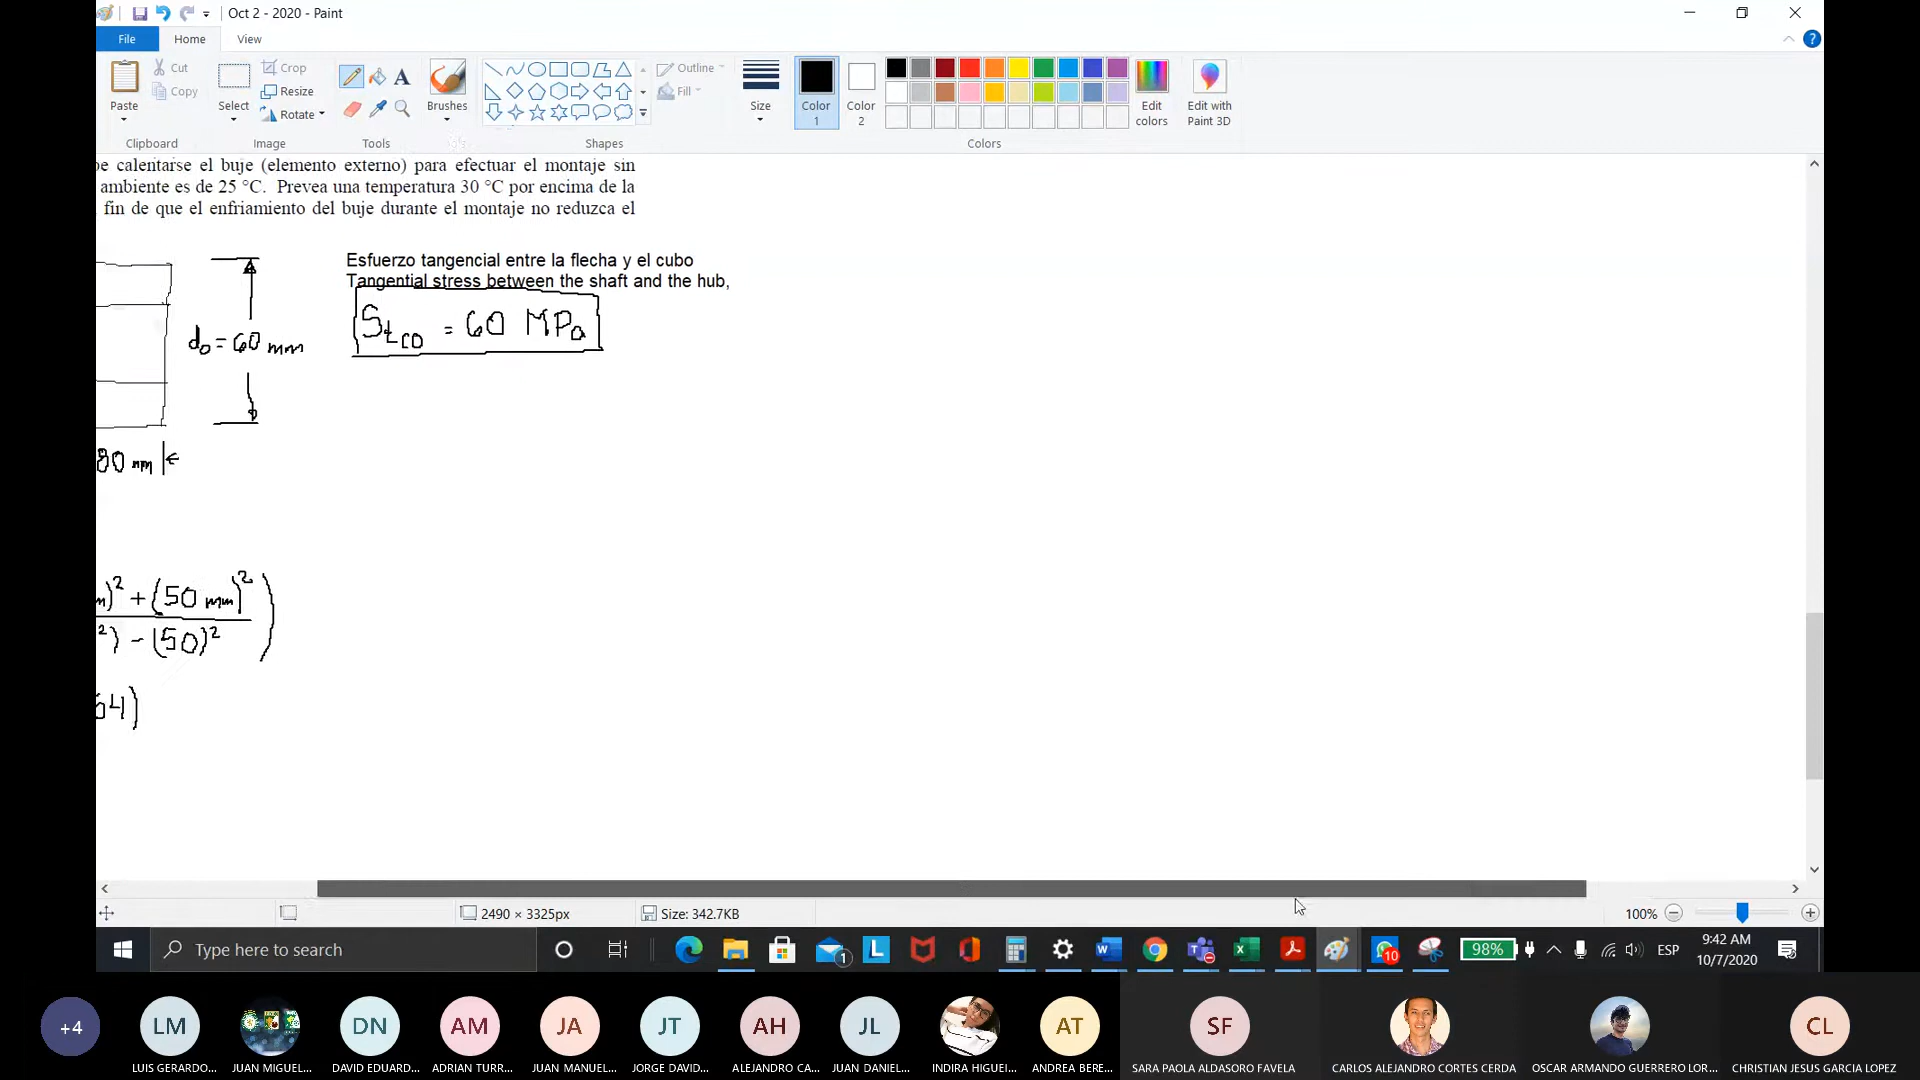 Oct 2 - 2020 - Paint
File Home View
Paste
Cut
Copy
Clipboard
Select
Crop
Resize
Rotate
Image
Tools
Brushes
Outline
Fill
Shapes
Size
Color 1
Color 2
Edit colors
Edit with Paint 3D
Colors
be calentarse el buje (elemento externo) para efectuar el montaje sin
ambiente es de 25 °C. Prevea una temperatura 30 °C por encima de la
fin de que el enfriamiento del buje durante el montaje no reduzca el
Esfuerzo tangencial entre la flecha y el cubo
Tangential stress between the shaft and the hub,
S_tco = 60 MPa
do = 60 mm
80 mm
m)² + (50 mm)²
²) - (50)²
64)
2490 × 3325px
Size: 342.7KB
100%
Type here to search
1
10
98%
ESP
9:42 AM
10/7/2020
+4
LM
DN
AM
JA
JT
AH
JL
AT
SF
CL
LUIS GERARDO...
JUAN MIGUEL...
DAVID EDUARD...
ADRIAN TURR...
JUAN MANUEL...
JORGE DAVID...
ALEJANDRO CA...
JUAN DANIEL...
INDIRA HIGUEI...
ANDREA BERE...
SARA PAOLA ALDASORO FAVELA
CARLOS ALEJANDRO CORTES CERDA
OSCAR ARMANDO GUERRERO LOR...
CHRISTIAN JESUS GARCIA LOPEZ